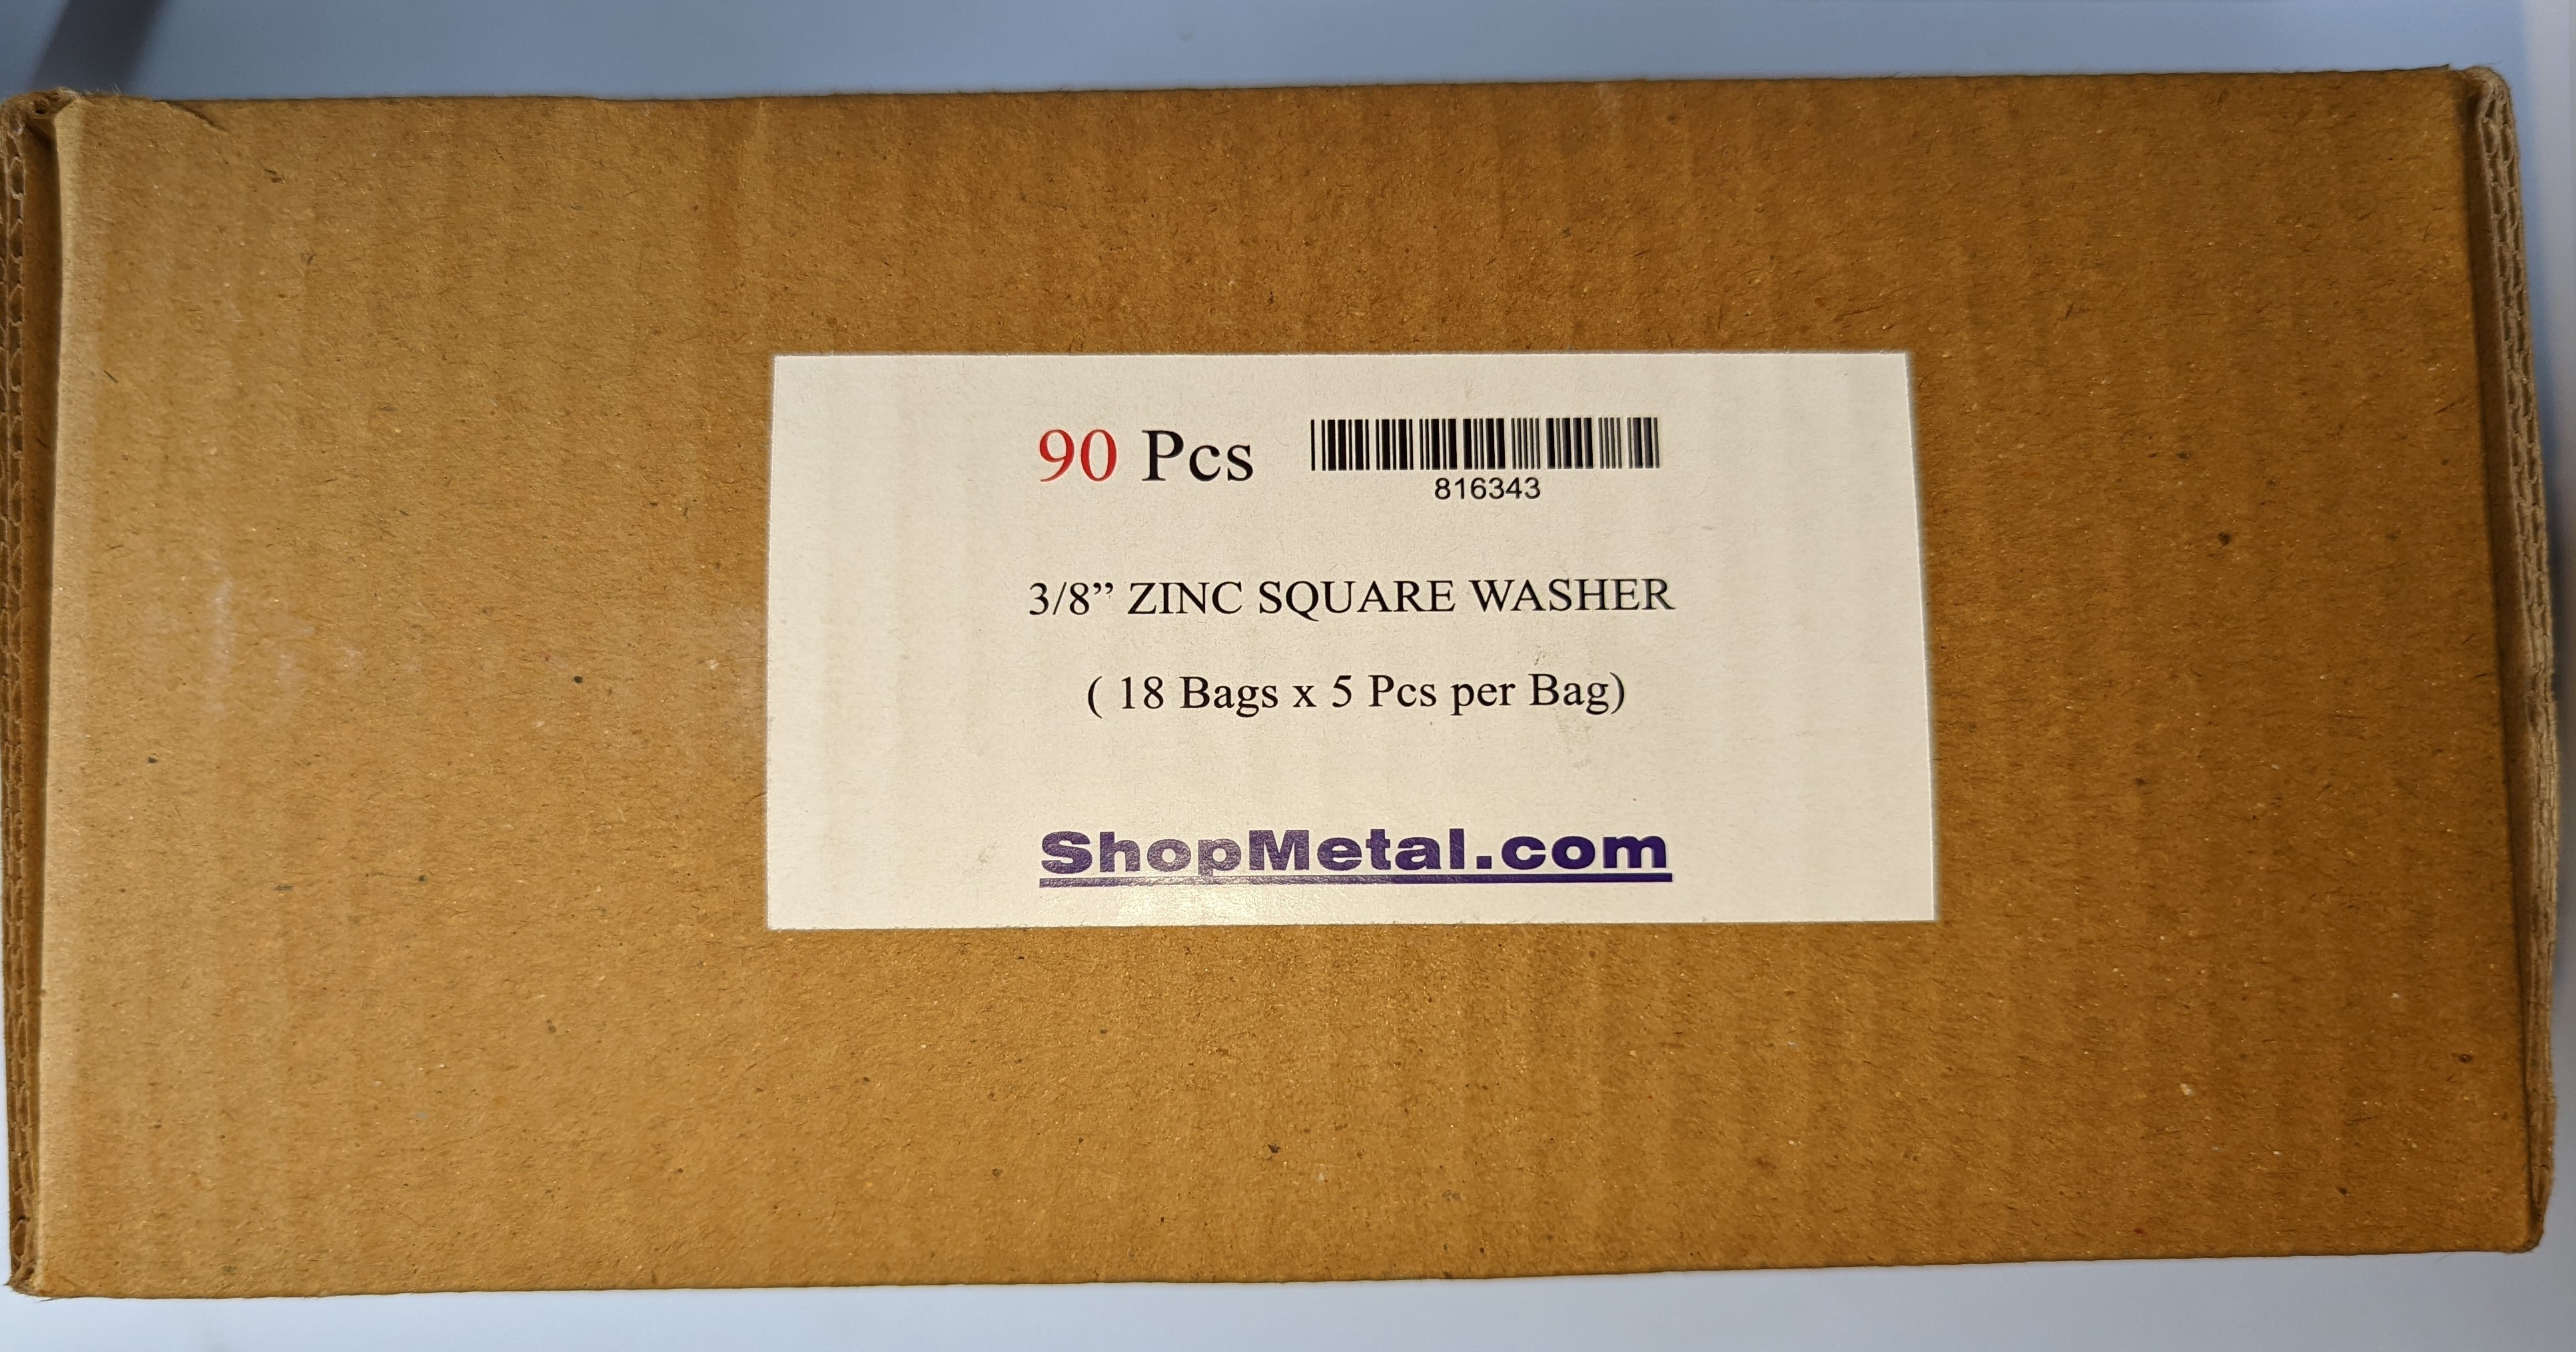 90 Pcs
816343
3/8” ZINC SQUARE WASHER
( 18 Bags x 5 Pcs per Bag)
ShopMetal.com